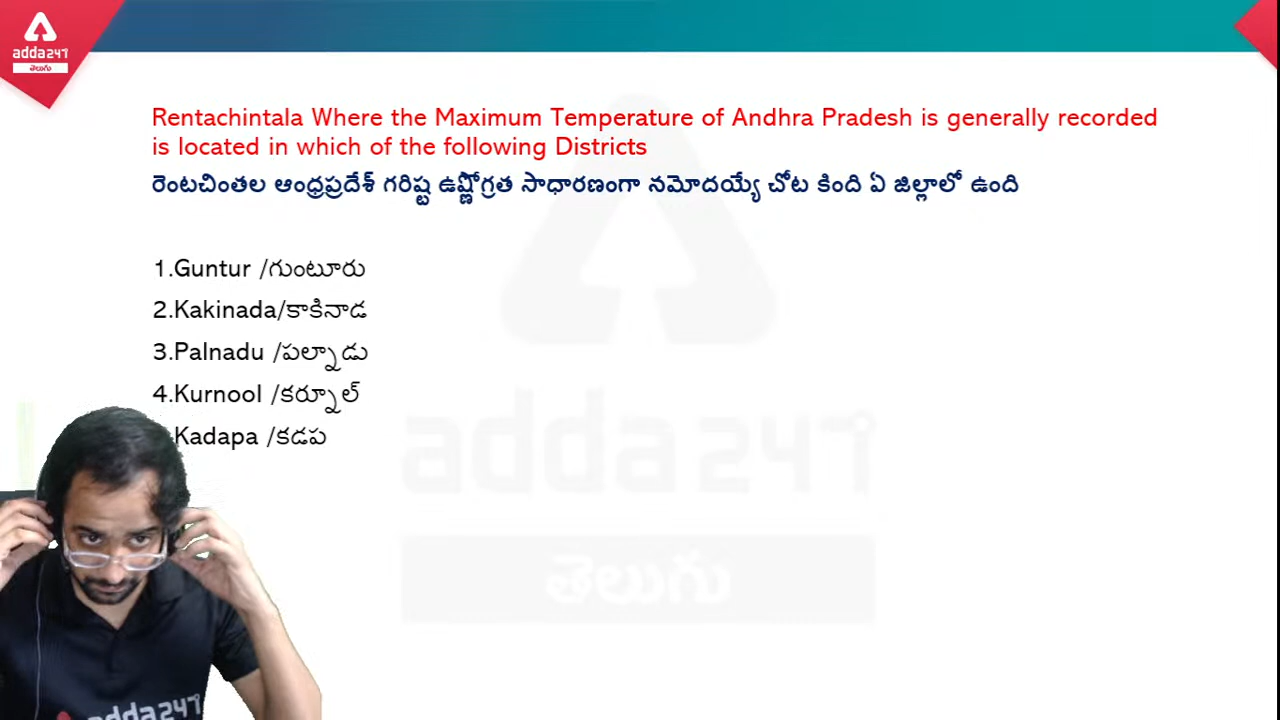 adda247
తెలుగు
Rentachintala Where the Maximum Temperature of Andhra Pradesh is generally recorded
is located in which of the following Districts
రెంటచింతల ఆంధ్రప్రదేశ్ గరిష్ట ఉష్ణోగ్రత సాధారణంగా నమోదయ్యే చోట కింది ఏ జిల్లాలో ఉంది
1.Guntur /గుంటూరు
2.Kakinada/కాకినాడ
3.Palnadu /పల్నాడు
4.Kurnool /కర్నూల్
Kadapa /కడప
adda247
తెలుగు
adda247